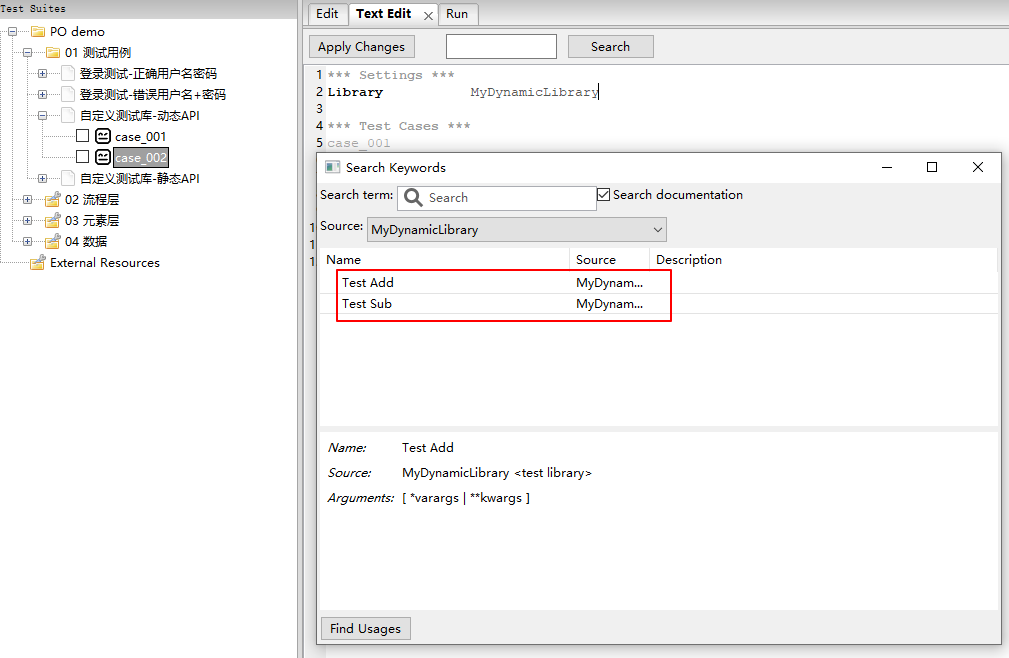 Test Suites
PO demo
01 测试用例
登录测试-正确用户名密码
登录测试-错误用户名+密码
自定义测试库-动态API
case_001
case_002
自定义测试库-静态API
02 流程层
03 元素层
04 数据
External Resources
Edit Text Edit Run
Apply Changes Search
1 *** Settings ***
2 Library MyDynamicLibrary
3
4 *** Test Cases ***
5 case_001
1
1
1
Search Keywords
Search term: Search Search documentation
Source: MyDynamicLibrary
Name Source Description
Test Add MyDynam...
Test Sub MyDynam...
Name: Test Add
Source: MyDynamicLibrary <test library>
Arguments: [ *varargs | **kwargs ]
Find Usages